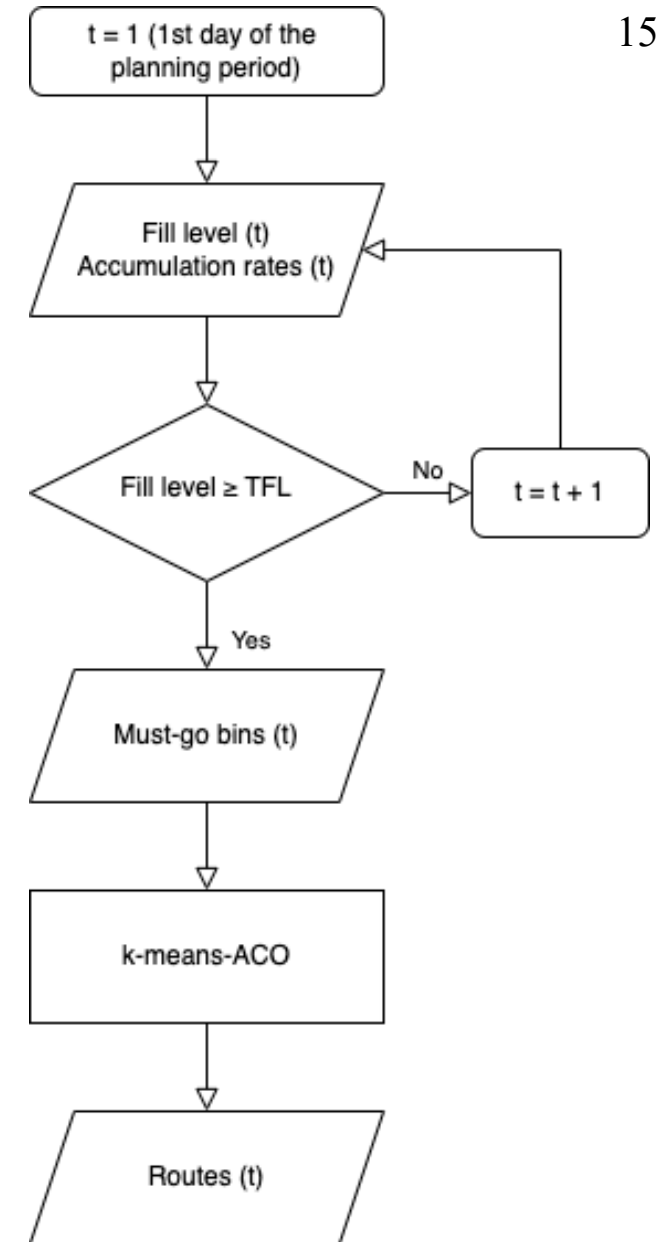 15
t = 1 (1st day of the
planning period)
Fill level (t)
Accumulation rates (t)
Fill level ≥ TFL
No
t = t + 1
Yes
Must-go bins (t)
k-means-ACO
Routes (t)